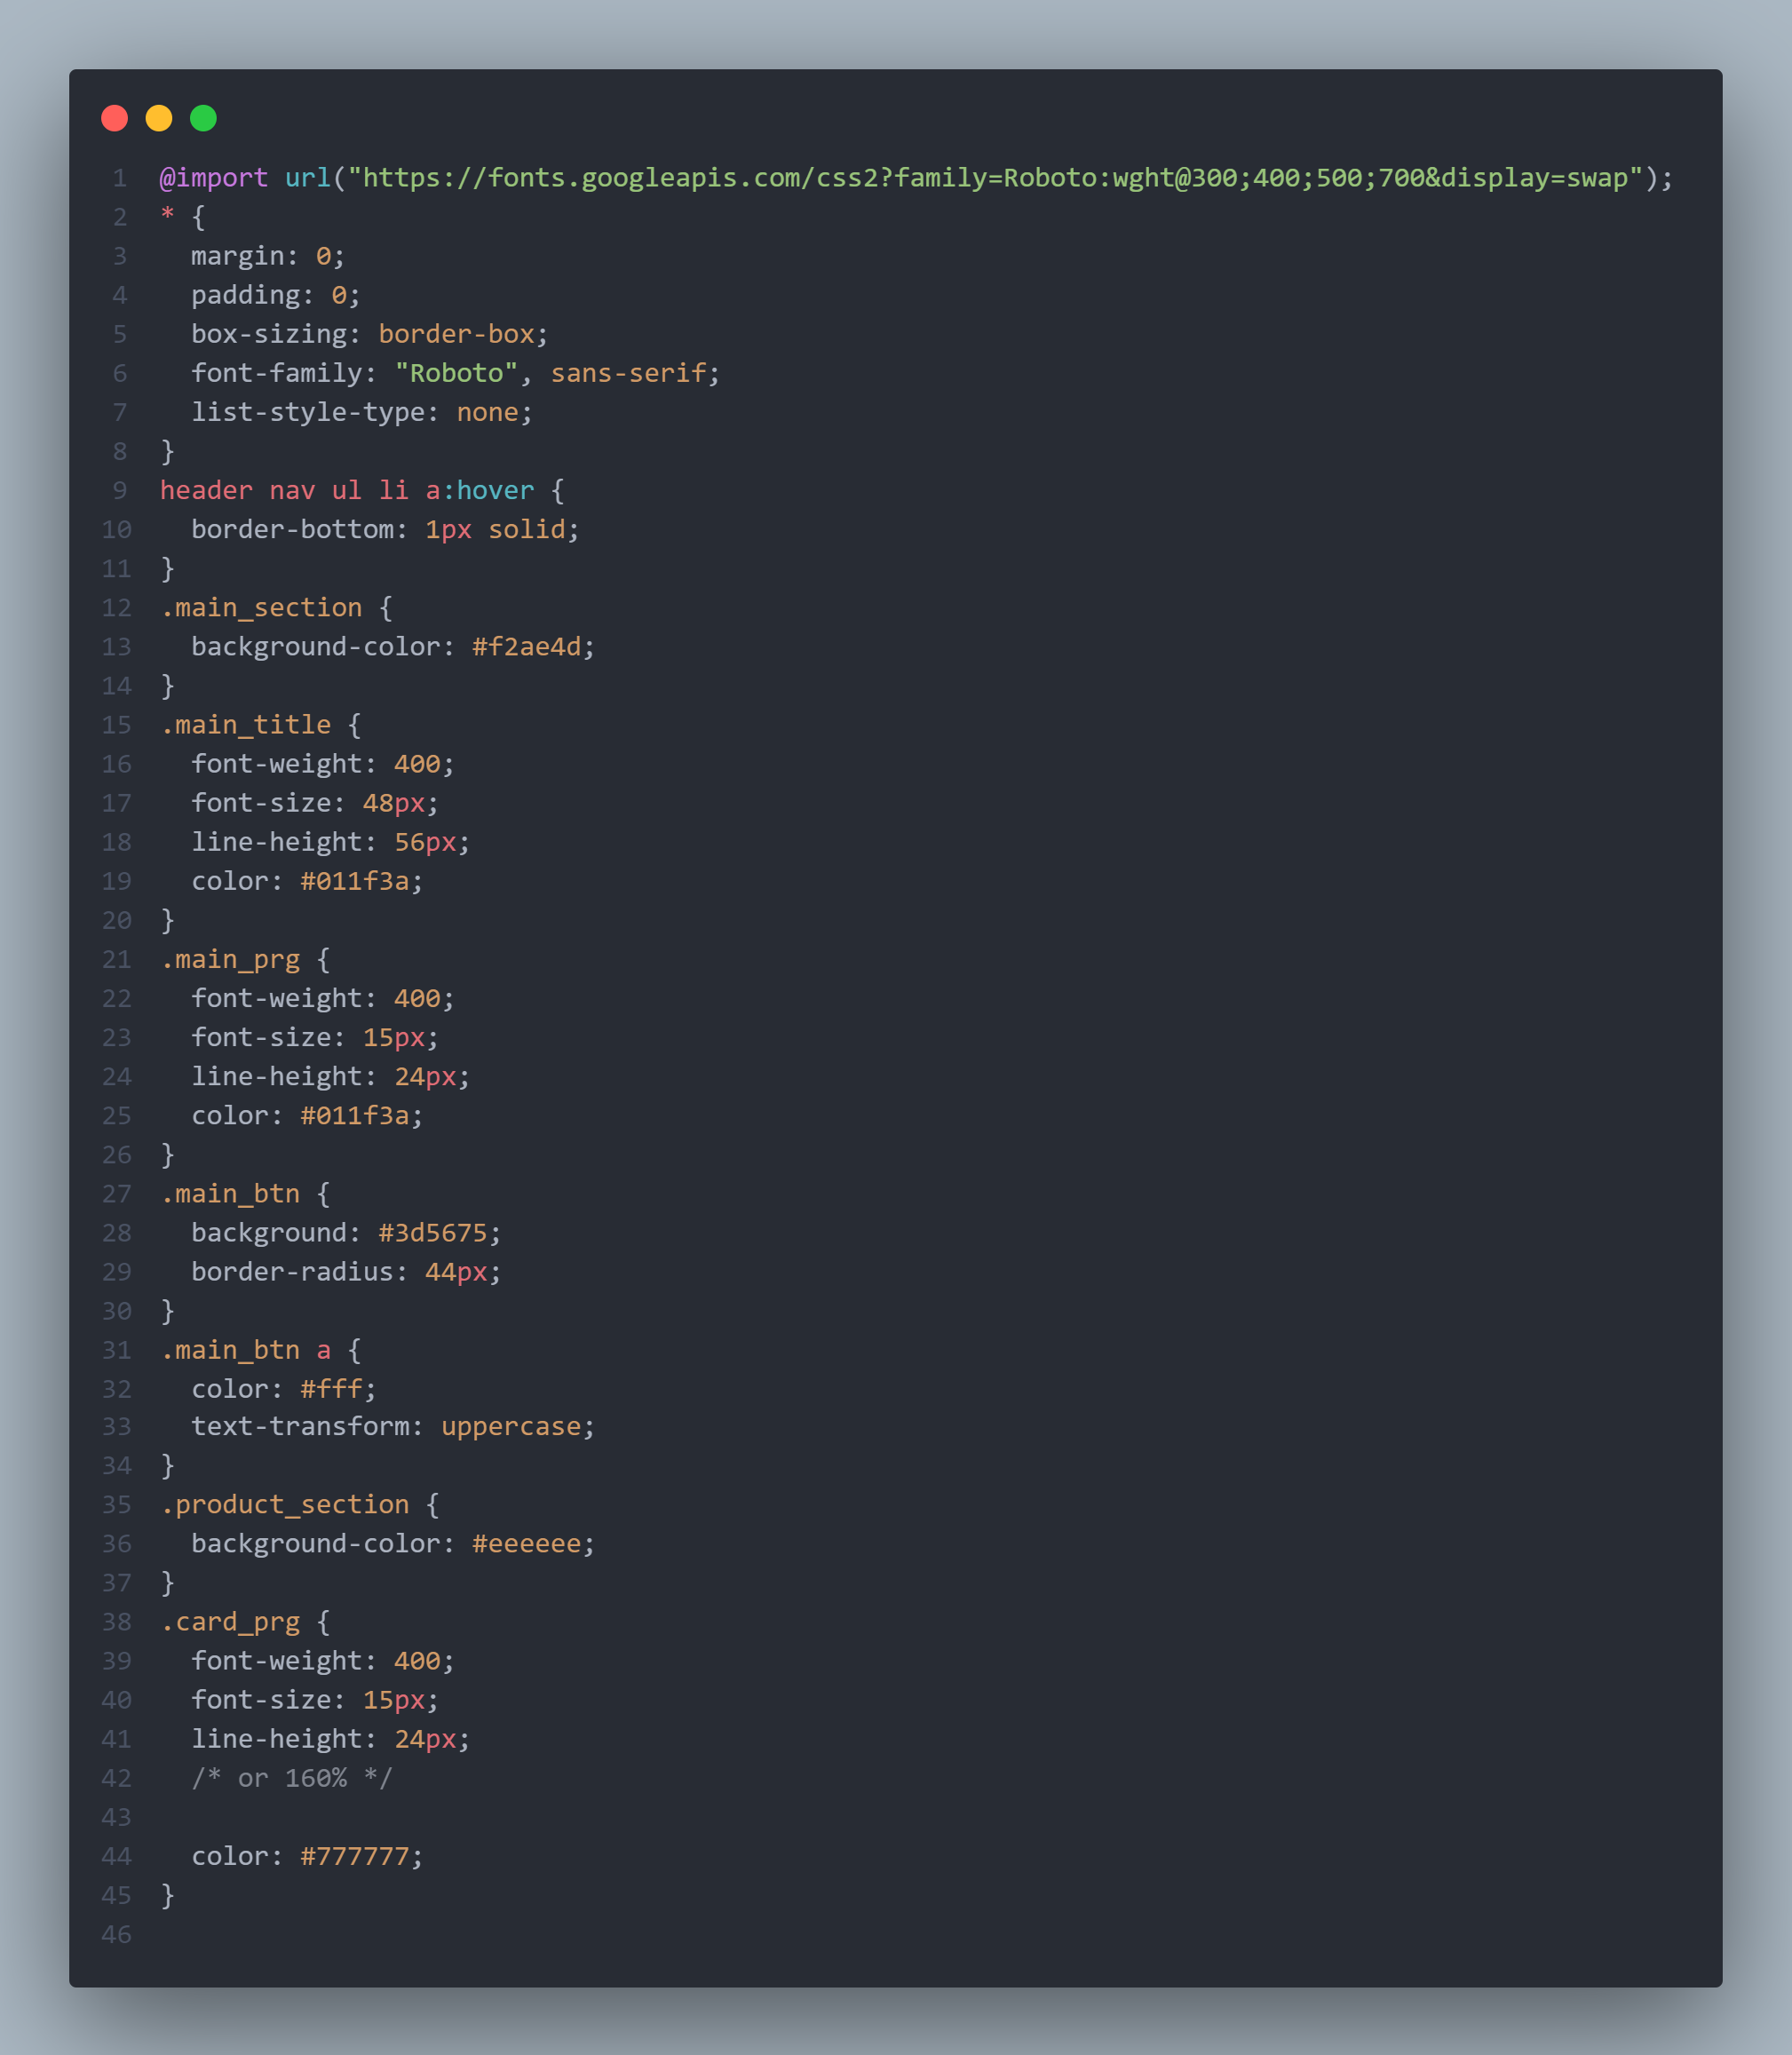 1 @import url("https://fonts.googleapis.com/css2?family=Roboto:wght@300;400;500;700&display=swap");
2 * {
3   margin: 0;
4   padding: 0;
5   box-sizing: border-box;
6   font-family: "Roboto", sans-serif;
7   list-style-type: none;
8 }
9 header nav ul li a:hover {
10   border-bottom: 1px solid;
11 }
12 .main_section {
13   background-color: #f2ae4d;
14 }
15 .main_title {
16   font-weight: 400;
17   font-size: 48px;
18   line-height: 56px;
19   color: #011f3a;
20 }
21 .main_prg {
22   font-weight: 400;
23   font-size: 15px;
24   line-height: 24px;
25   color: #011f3a;
26 }
27 .main_btn {
28   background: #3d5675;
29   border-radius: 44px;
30 }
31 .main_btn a {
32   color: #fff;
33   text-transform: uppercase;
34 }
35 .product_section {
36   background-color: #eeeeee;
37 }
38 .card_prg {
39   font-weight: 400;
40   font-size: 15px;
41   line-height: 24px;
42   /* or 160% */
43
44   color: #777777;
45 }
46